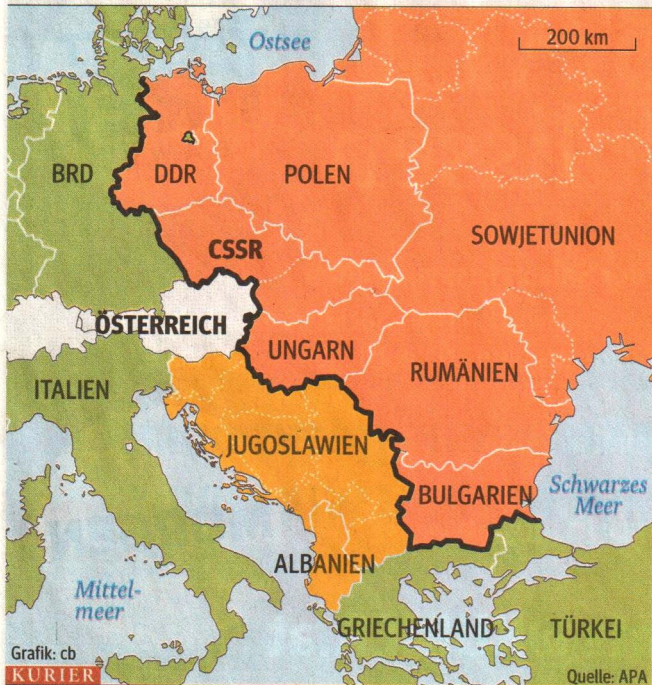 Ostsee
200 km
BRD
DDR
POLEN
SOWJETUNION
CSSR
ÖSTERREICH
UNGARN
RUMÄNIEN
ITALIEN
JUGOSLAWIEN
BULGARIEN
Schwarzes
Meer
ALBANIEN
Mittel-
meer
GRIECHENLAND
TÜRKEI
Grafik: cb
KURIER
Quelle: APA